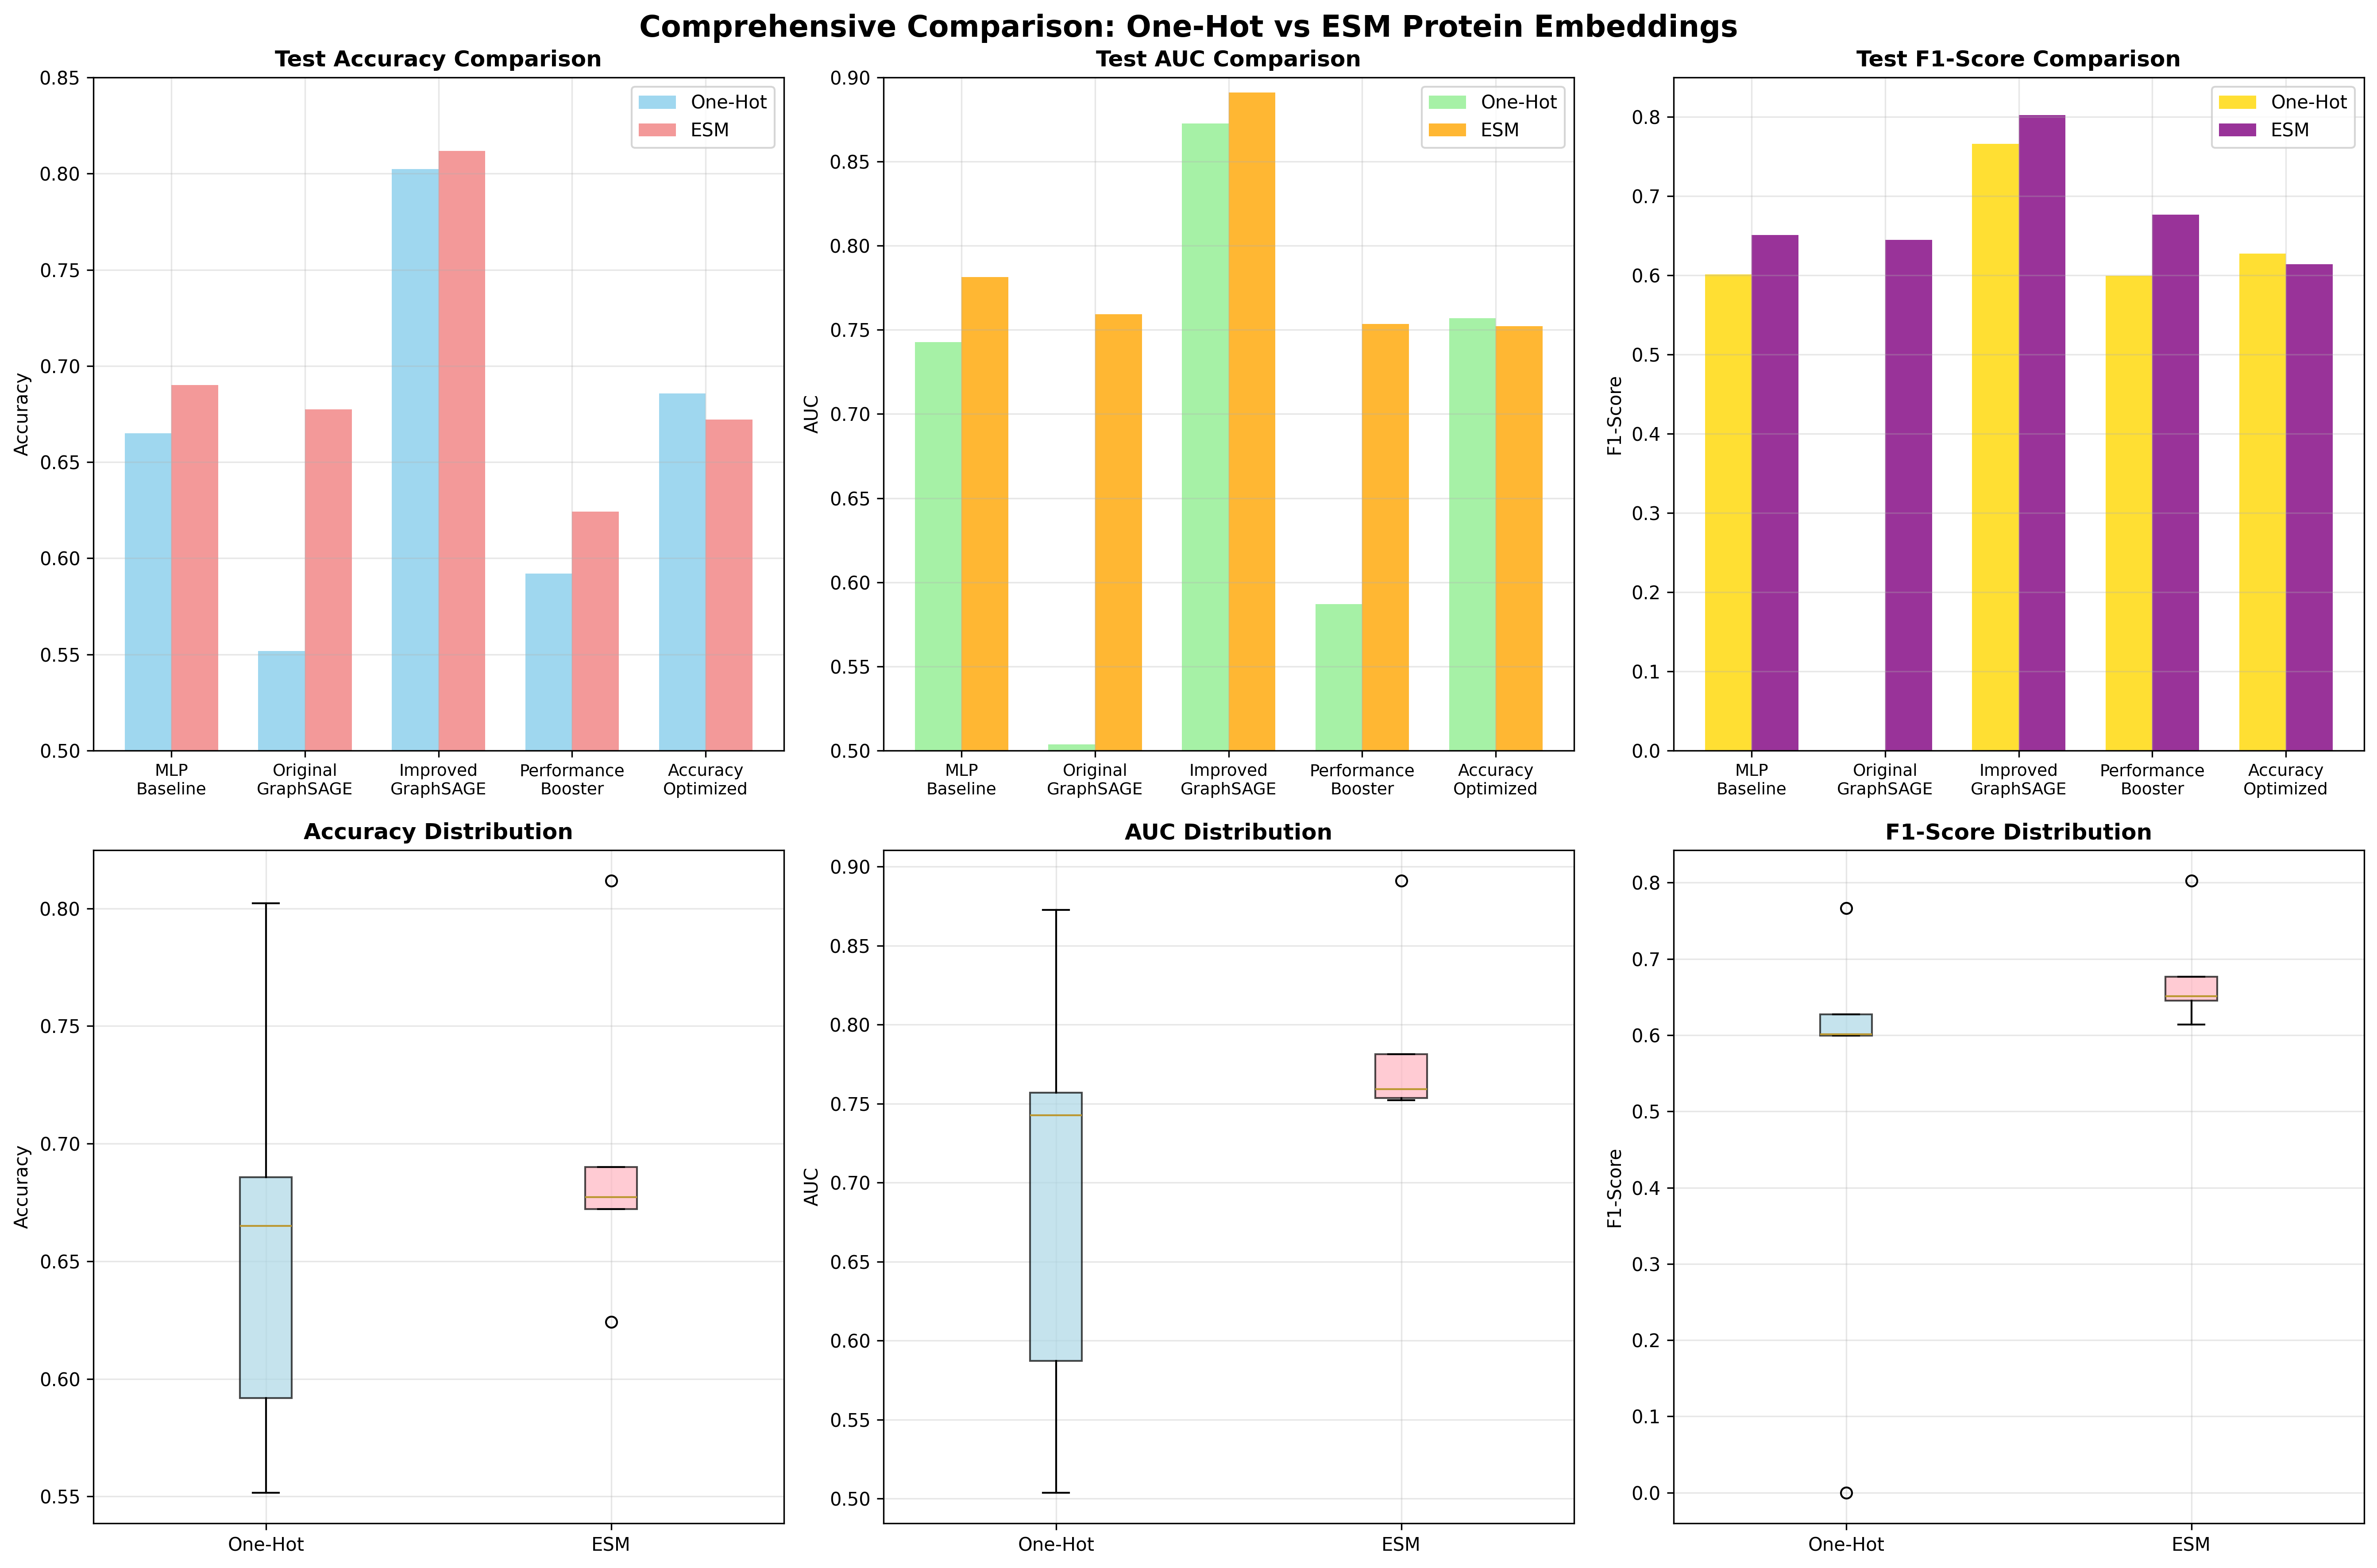 Comprehensive Comparison: One-Hot vs ESM Protein Embeddings
Test Accuracy Comparison
0.85
0.80
0.75
0.70
0.65
0.60
0.55
0.50
Accuracy
One-Hot
ESM
MLP
Baseline
Original
GraphSAGE
Improved
GraphSAGE
Performance
Booster
Accuracy
Optimized
Test AUC Comparison
0.90
0.85
0.80
0.75
0.70
0.65
0.60
0.55
0.50
AUC
One-Hot
ESM
MLP
Baseline
Original
GraphSAGE
Improved
GraphSAGE
Performance
Booster
Accuracy
Optimized
Test F1-Score Comparison
0.8
0.7
0.6
0.5
0.4
0.3
0.2
0.1
0.0
F1-Score
One-Hot
ESM
MLP
Baseline
Original
GraphSAGE
Improved
GraphSAGE
Performance
Booster
Accuracy
Optimized
Accuracy Distribution
0.80
0.75
0.70
0.65
0.60
0.55
Accuracy
One-Hot
ESM
AUC Distribution
0.90
0.85
0.80
0.75
0.70
0.65
0.60
0.55
0.50
AUC
One-Hot
ESM
F1-Score Distribution
0.8
0.7
0.6
0.5
0.4
0.3
0.2
0.1
0.0
F1-Score
One-Hot
ESM